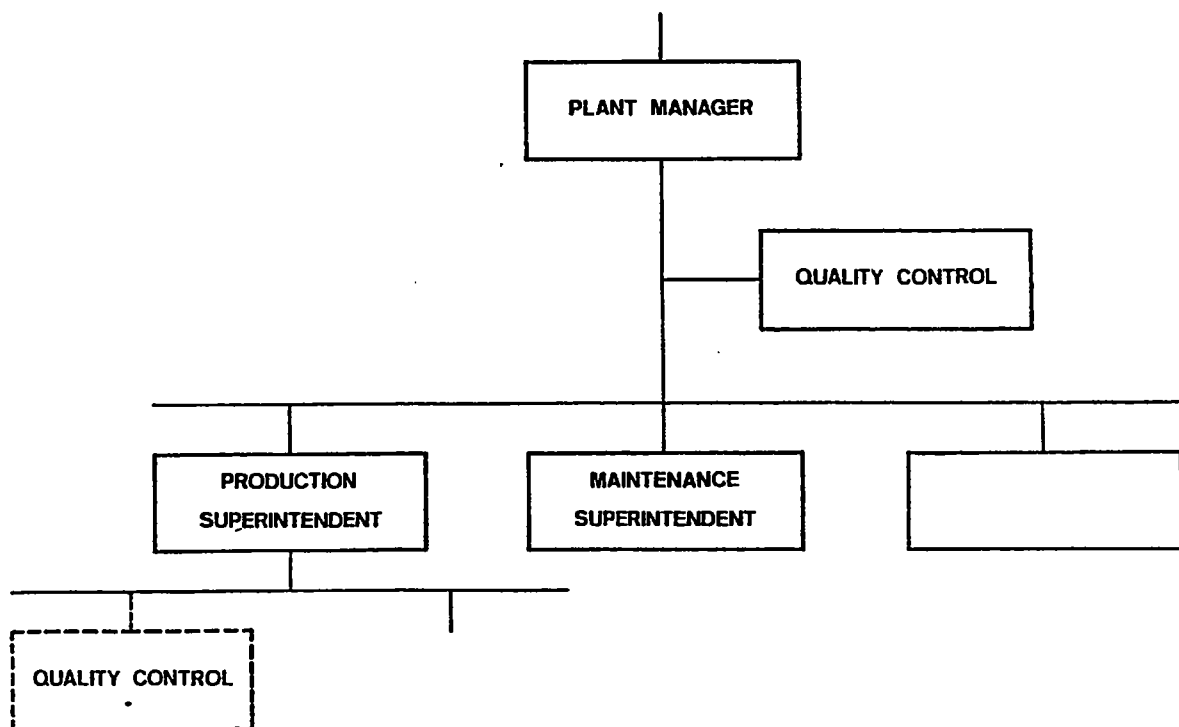 PLANT MANAGER
QUALITY CONTROL
PRODUCTION
SUPERINTENDENT
MAINTENANCE
SUPERINTENDENT
QUALITY CONTROL